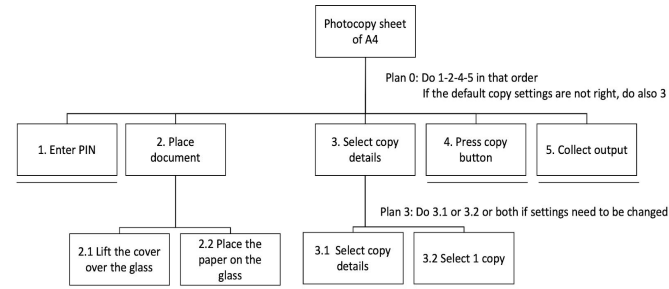 Photocopy sheet
of A4
Plan 0: Do 1-2-4-5 in that order
If the default copy settings are not right, do also 3
1. Enter PIN
2. Place
document
3. Select copy
details
4. Press copy
button
5. Collect output
Plan 3: Do 3.1 or 3.2 or both if settings need to be changed
2.1 Lift the cover
over the glass
2.2 Place the
paper on the
glass
3.1 Select copy
details
3.2 Select 1 copy